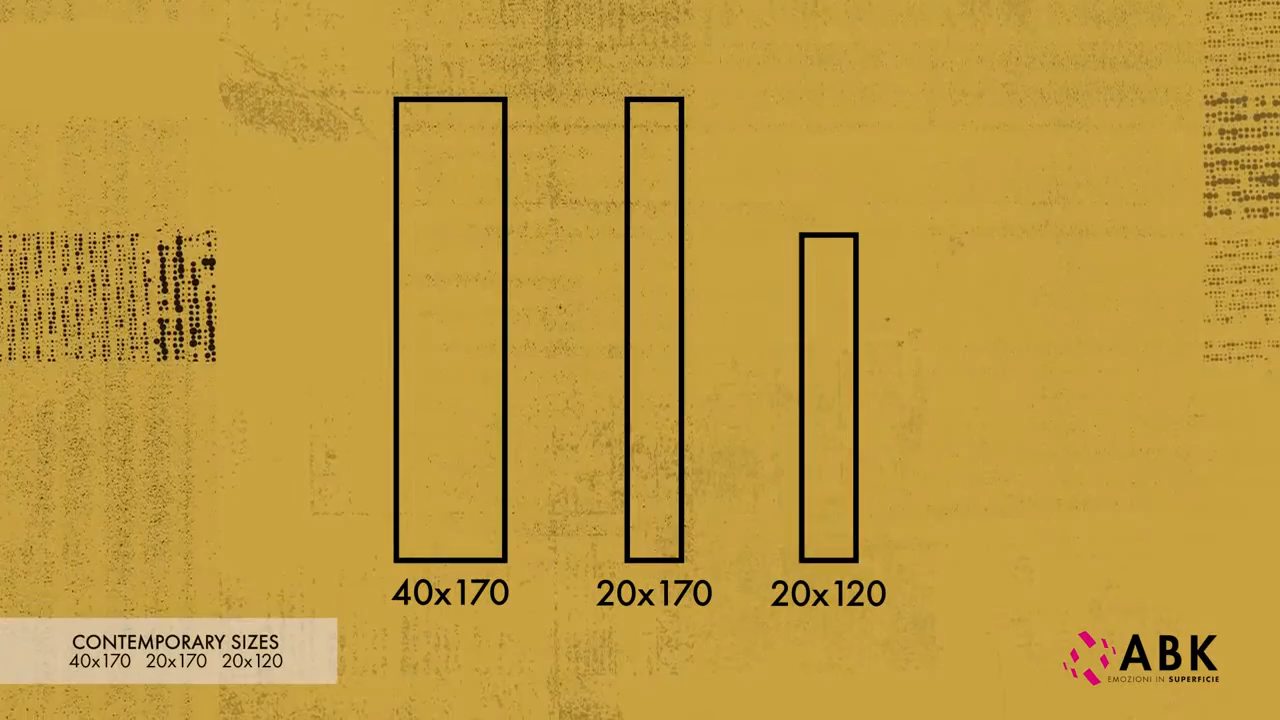 40x170
20x170
20x120
CONTEMPORARY SIZES
40x170 20x170 20x120
ABK
EMOZIONI IN SUPERFICIE